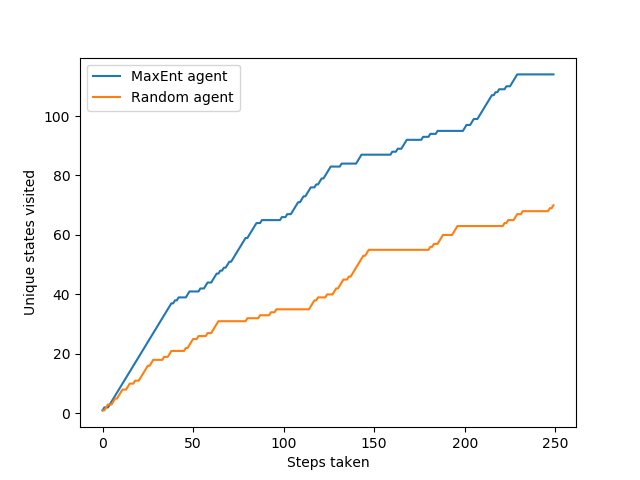 MaxEnt agent
Random agent
100
80
60
40
20
0
Unique states visited
0 50 100 150 200 250
Steps taken